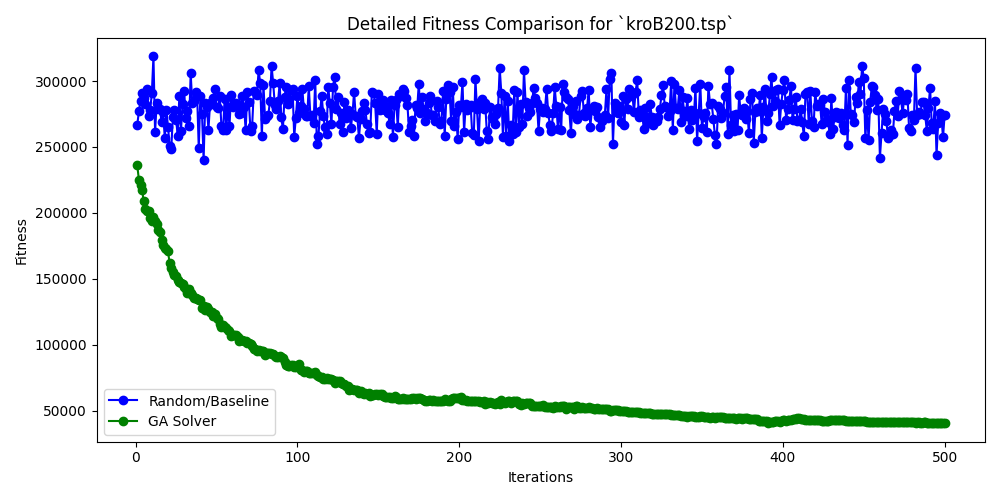 Detailed Fitness Comparison for `kroB200.tsp`
Fitness
300000
250000
200000
150000
100000
50000
Random/Baseline
GA Solver
0 100 200 300 400 500
Iterations